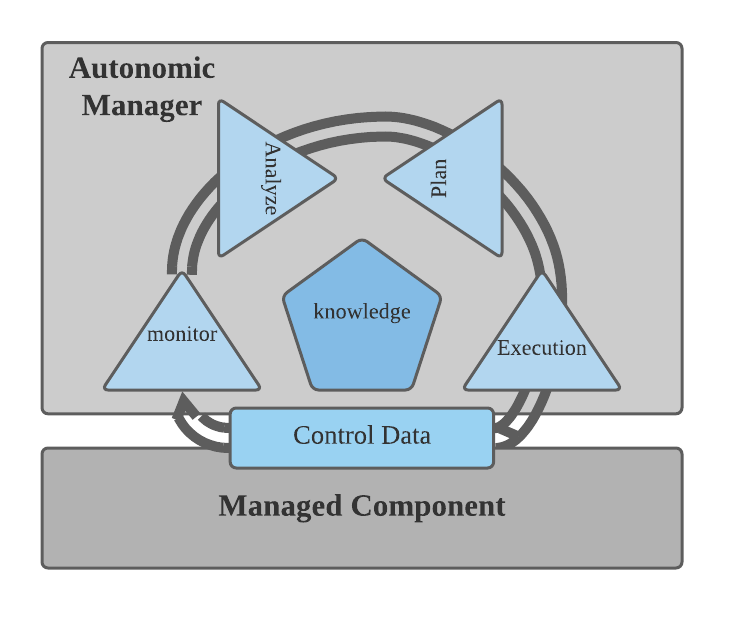 Autonomic
Manager
Analyze
Plan
knowledge
monitor
Execution
Control Data
Managed Component